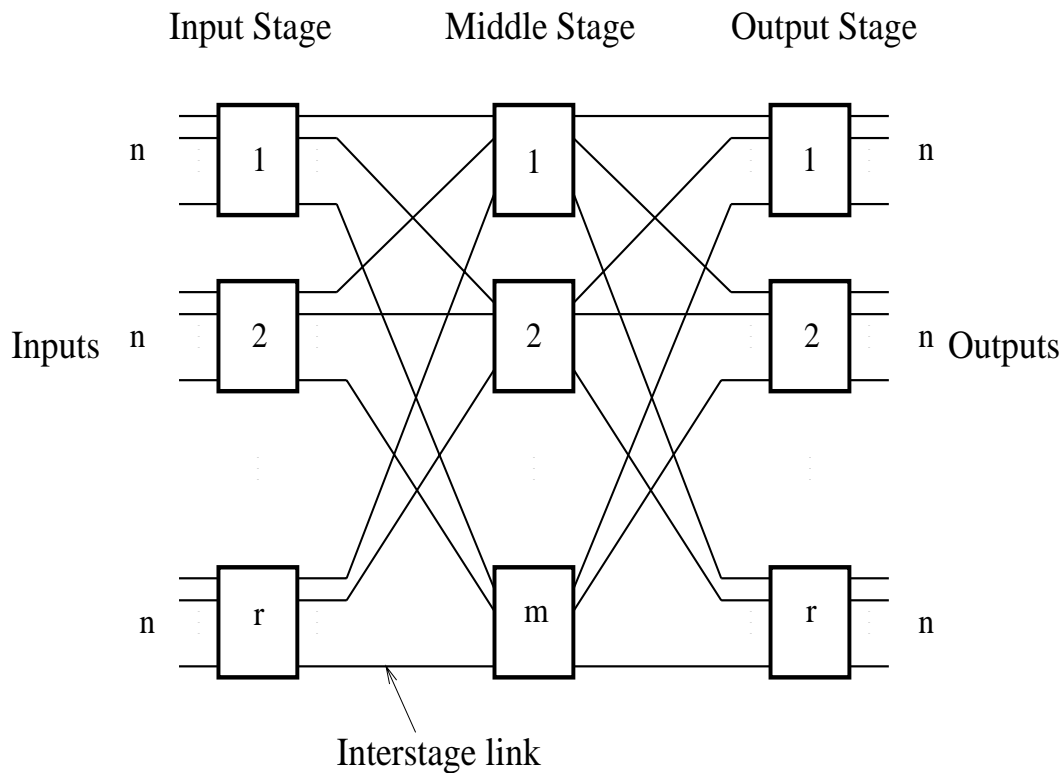 Input Stage Middle Stage Output Stage
n 1 1 1 n
Inputs n 2 2 2 n Outputs
n r m r n
Interstage link